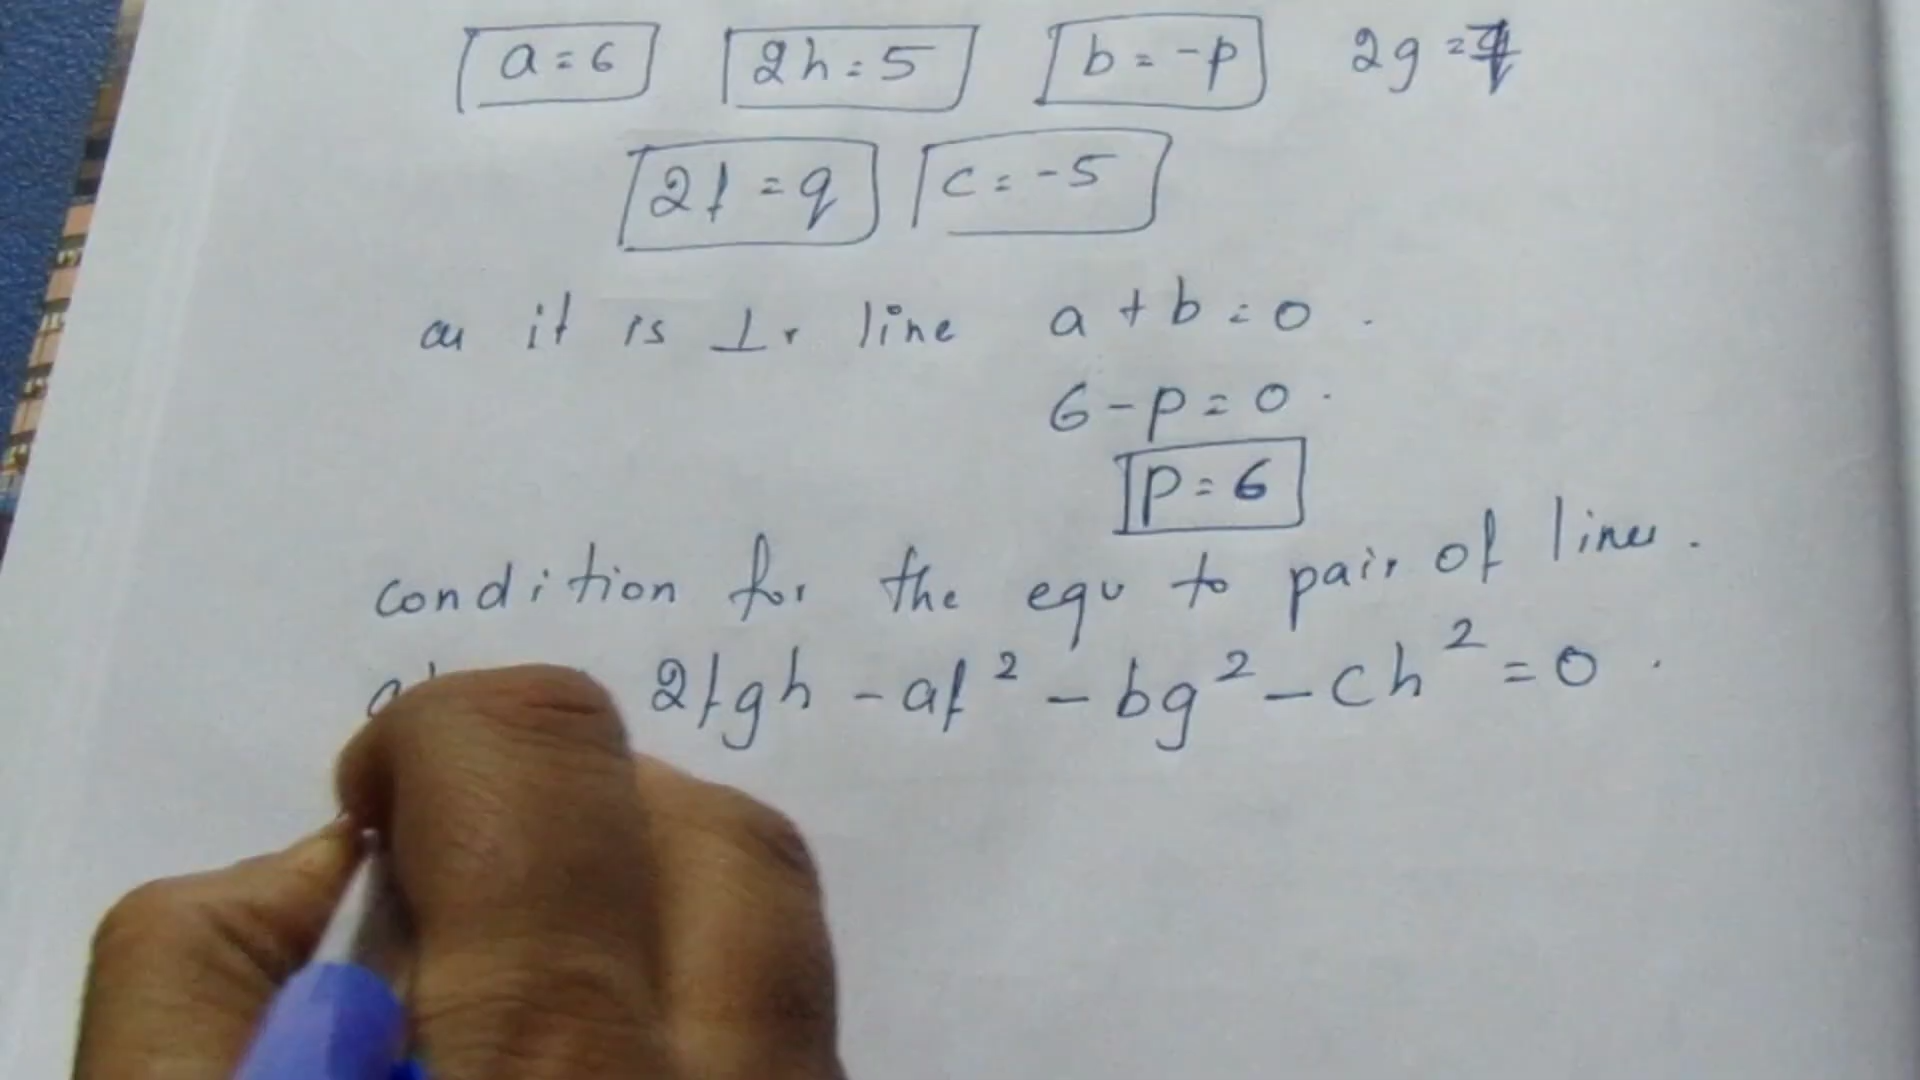 a = 6 2h = 5 b = -p 2g =
2f = q c = -5
as it is ⊥r line a + b = 0 .
6 - p = 0 .
p = 6
condition for the equ to pair of lines .
2fgh - af² - bg² - ch² = 0 .